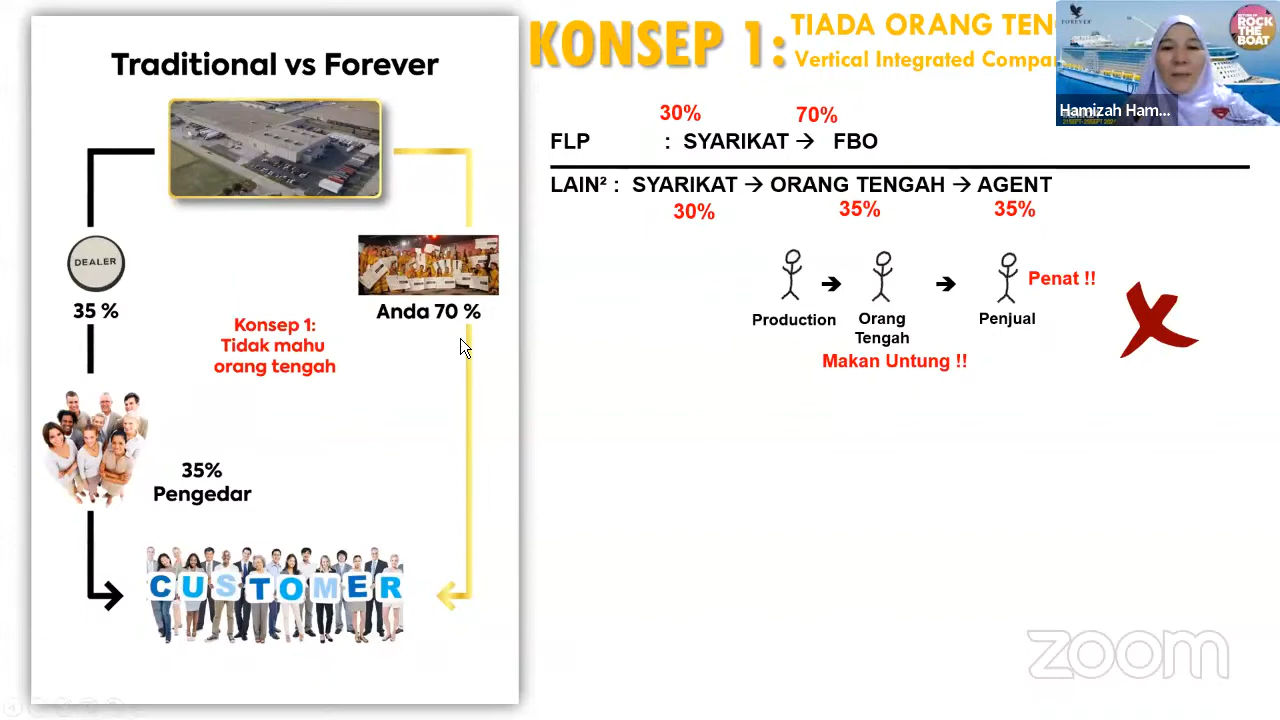 Traditional vs Forever
DEALER
35 %
Anda 70 %
Konsep 1:
Tidak mahu
orang tengah
35%
Pengedar
CUSTOMER
KONSEP 1:
TIADA ORANG TEN
Vertical Integrated Compa
30%
70%
FLP : SYARIKAT → FBO
LAIN² : SYARIKAT → ORANG TENGAH → AGENT
30%
35%
35%
Penat !!
Production
Orang
Tengah
Penjual
Makan Untung !!
FOREVER
ROCK
THE
BOAT
Hamizah Ham...
zoom